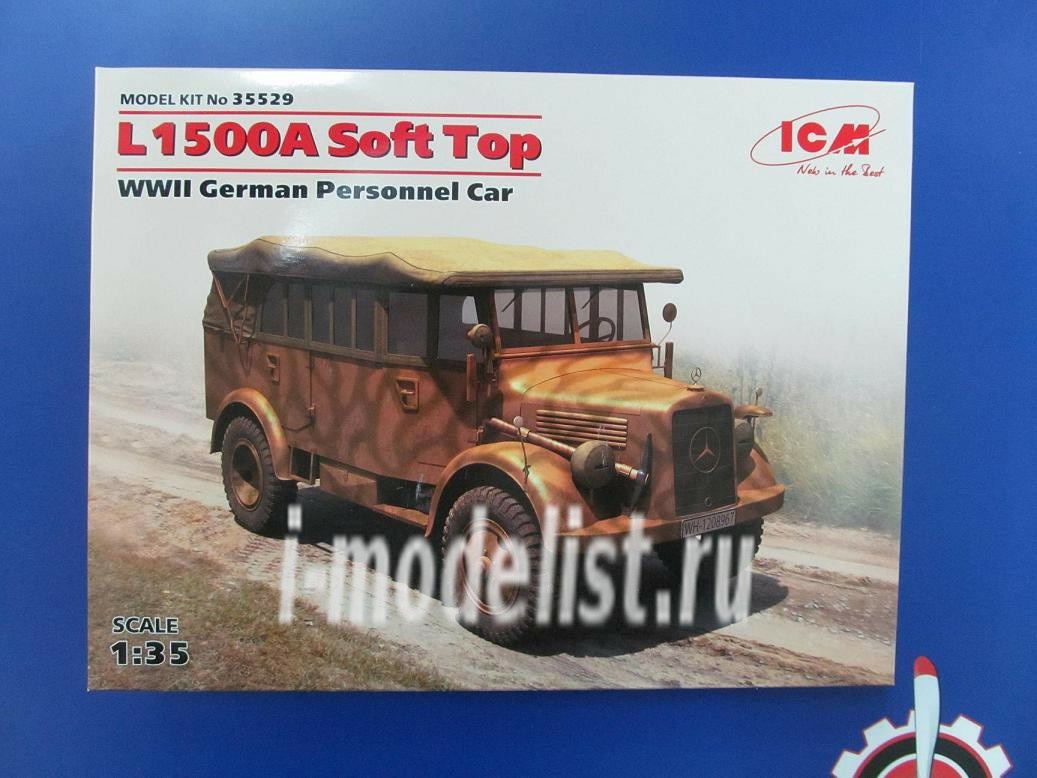 MODEL KIT No 35529
L1500A Soft Top
WWII German Personnel Car
ICM
New in the Best
WH-1208967
i-modelist.ru
SCALE
1:35